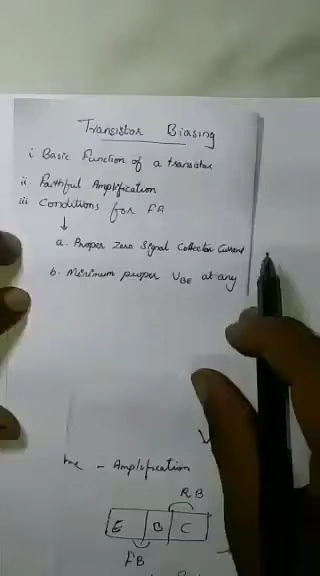 Transistor Biasing
i Basic Function of a transistor
ii. Faithful Amplification
iii Conditions for FA
a. Proper Zero Signal Collector Current
b. Minimum proper VBE at any
- Amplification
RB
E B C
FB